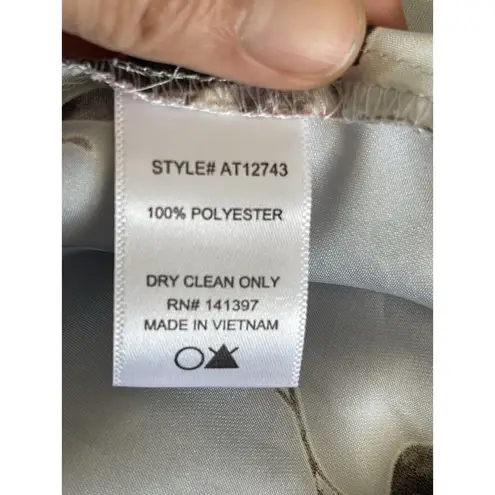 STYLE# AT12743
100% POLYESTER
DRY CLEAN ONLY
RN# 141397
MADE IN VIETNAM